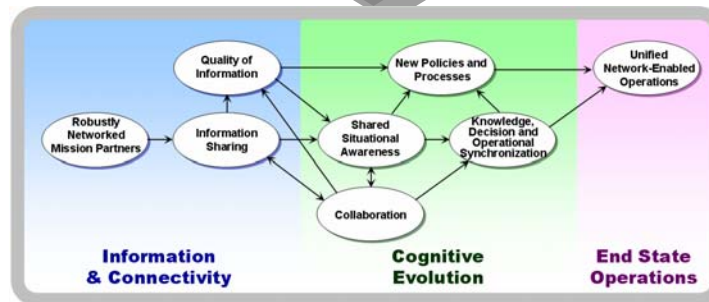 Quality of
Information
New Policies and
Processes
Unified
Network-Enabled
Operations
Robustly
Networked
Mission Partners
Information
Sharing
Shared
Situational
Awareness
Knowledge,
Decision and
Operational
Synchronization
Collaboration
Information
& Connectivity
Cognitive
Evolution
End State
Operations